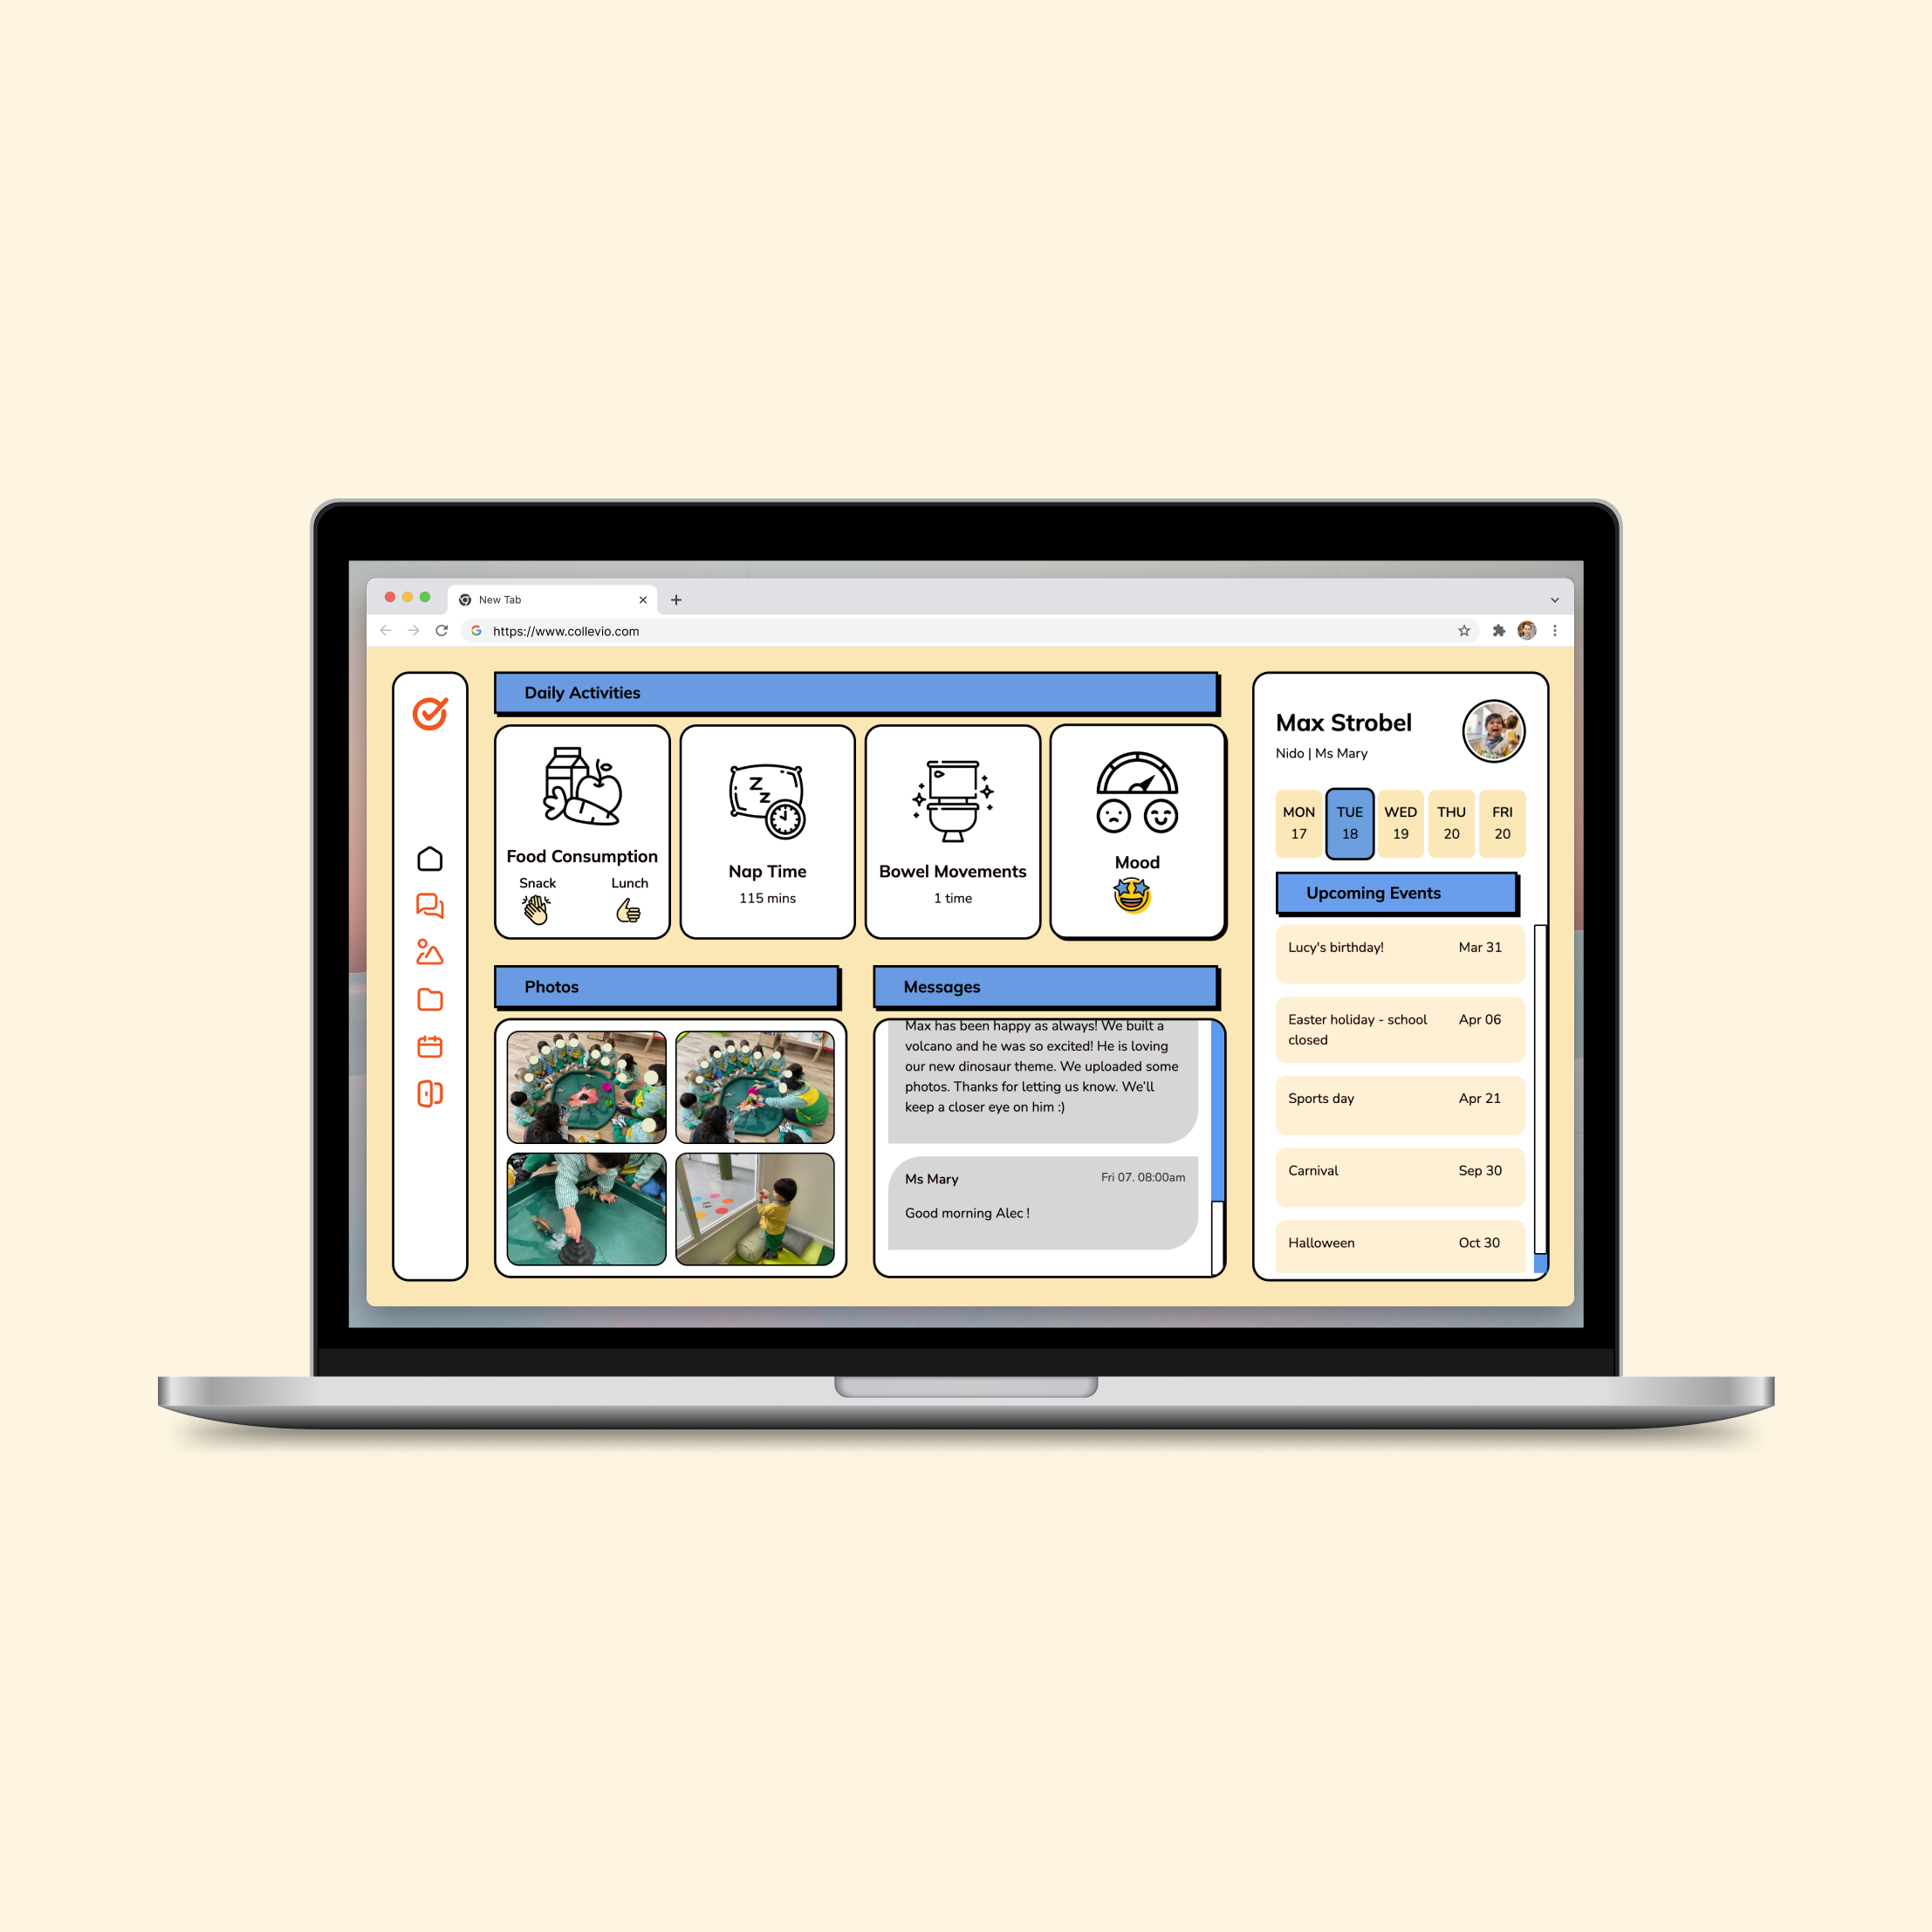 New Tab
https://www.collevio.com
Daily Activities
Food Consumption
Snack
Lunch
Nap Time
115 mins
Bowel Movements
1 time
Mood
Photos
Messages
Max has been happy as always! We built a
volcano and he was so excited! He is loving
our new dinosaur theme. We uploaded some
photos. Thanks for letting us know. We'll
keep a closer eye on him :)
Ms Mary
Fri 07. 08:00am
Good morning Alec !
Max Strobel
Nido | Ms Mary
MON TUE WED THU FRI
17 18 19 20 20
Upcoming Events
Lucy's birthday! Mar 31
Easter holiday - school Apr 06
closed
Sports day Apr 21
Carnival Sep 30
Halloween Oct 30